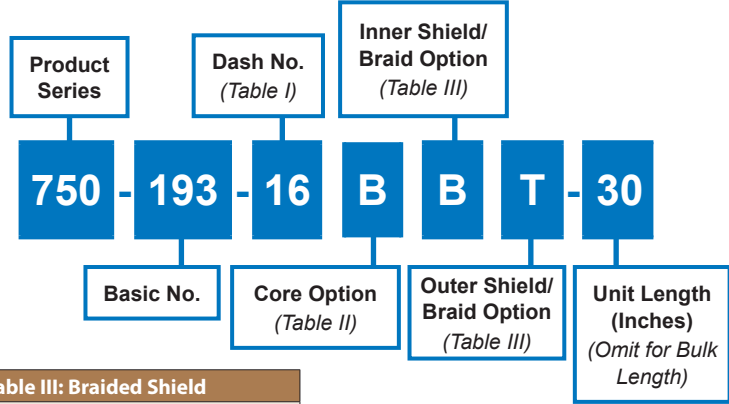 Product
Series
Dash No.
(Table I)
Inner Shield/
Braid Option
(Table III)
750 - 193 - 16 B B T - 30
Basic No.
Core Option
(Table II)
Outer Shield/
Braid Option
(Table III)
Unit Length
(Inches)
(Omit for Bulk
Length)
able III: Braided Shield